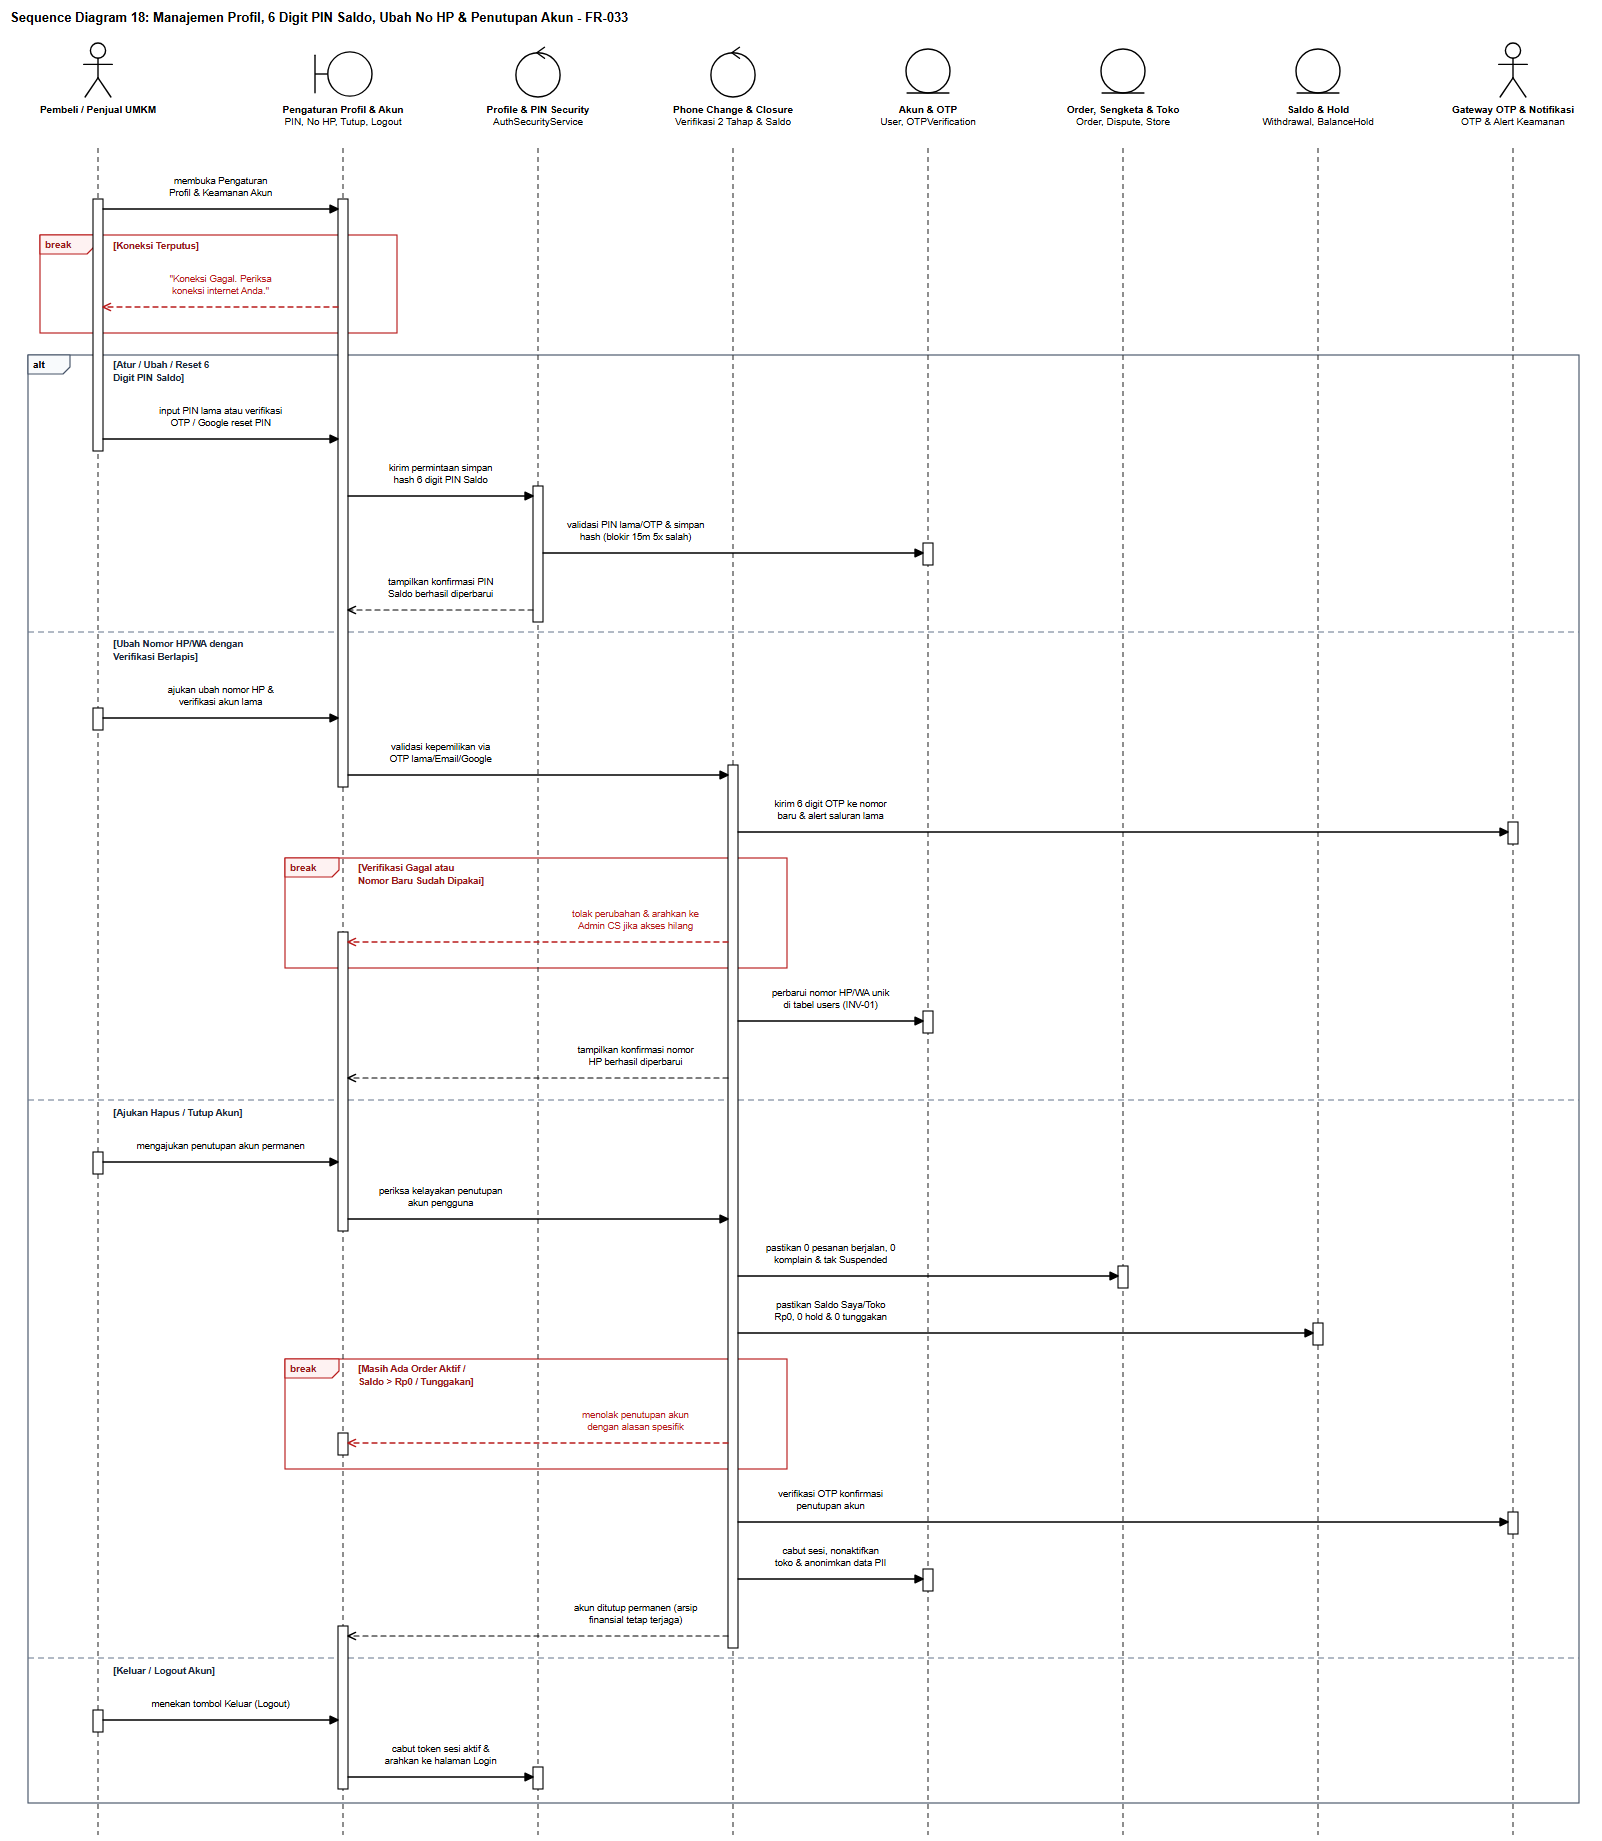 Sequence Diagram 18: Manajemen Profil, 6 Digit PIN Saldo, Ubah No HP & Penutupan Akun - FR-033
Pembeli / Penjual UMKM
Pengaturan Profil & Akun
PIN, No HP, Tutup, Logout
Profile & PIN Security
AuthSecurityService
Phone Change & Closure
Verifikasi 2 Tahap & Saldo
Akun & OTP
User, OTPVerification
Order, Sengketa & Toko
Order, Dispute, Store
Saldo & Hold
Withdrawal, BalanceHold
Gateway OTP & Notifikasi
OTP & Alert Keamanan
membuka Pengaturan
Profil & Keamanan Akun
break
[Koneksi Terputus]
"Koneksi Gagal. Periksa
koneksi internet Anda."
alt
[Atur / Ubah / Reset 6
Digit PIN Saldo]
input PIN lama atau verifikasi
OTP / Google reset PIN
kirim permintaan simpan
hash 6 digit PIN Saldo
validasi PIN lama/OTP & simpan
hash (blokir 15m 5x salah)
tampilkan konfirmasi PIN
Saldo berhasil diperbarui
[Ubah Nomor HP/WA dengan
Verifikasi Berlapis]
ajukan ubah nomor HP &
verifikasi akun lama
validasi kepemilikan via
OTP lama/Email/Google
kirim 6 digit OTP ke nomor
baru & alert saluran lama
break
[Verifikasi Gagal atau
Nomor Baru Sudah Dipakai]
tolak perubahan & arahkan ke
Admin CS jika akses hilang
perbarui nomor HP/WA unik
di tabel users (INV-01)
tampilkan konfirmasi nomor
HP berhasil diperbarui
[Ajukan Hapus / Tutup Akun]
mengajukan penutupan akun permanen
periksa kelayakan penutupan
akun pengguna
pastikan 0 pesanan berjalan, 0
komplain & tak Suspended
pastikan Saldo Saya/Toko
Rp0, 0 hold & 0 tunggakan
break
[Masih Ada Order Aktif /
Saldo > Rp0 / Tunggakan]
menolak penutupan akun
dengan alasan spesifik
verifikasi OTP konfirmasi
penutupan akun
cabut sesi, nonaktifkan
toko & anonimkan data PII
akun ditutup permanen (arsip
finansial tetap terjaga)
[Keluar / Logout Akun]
menekan tombol Keluar (Logout)
cabut token sesi aktif &
arahkan ke halaman Login